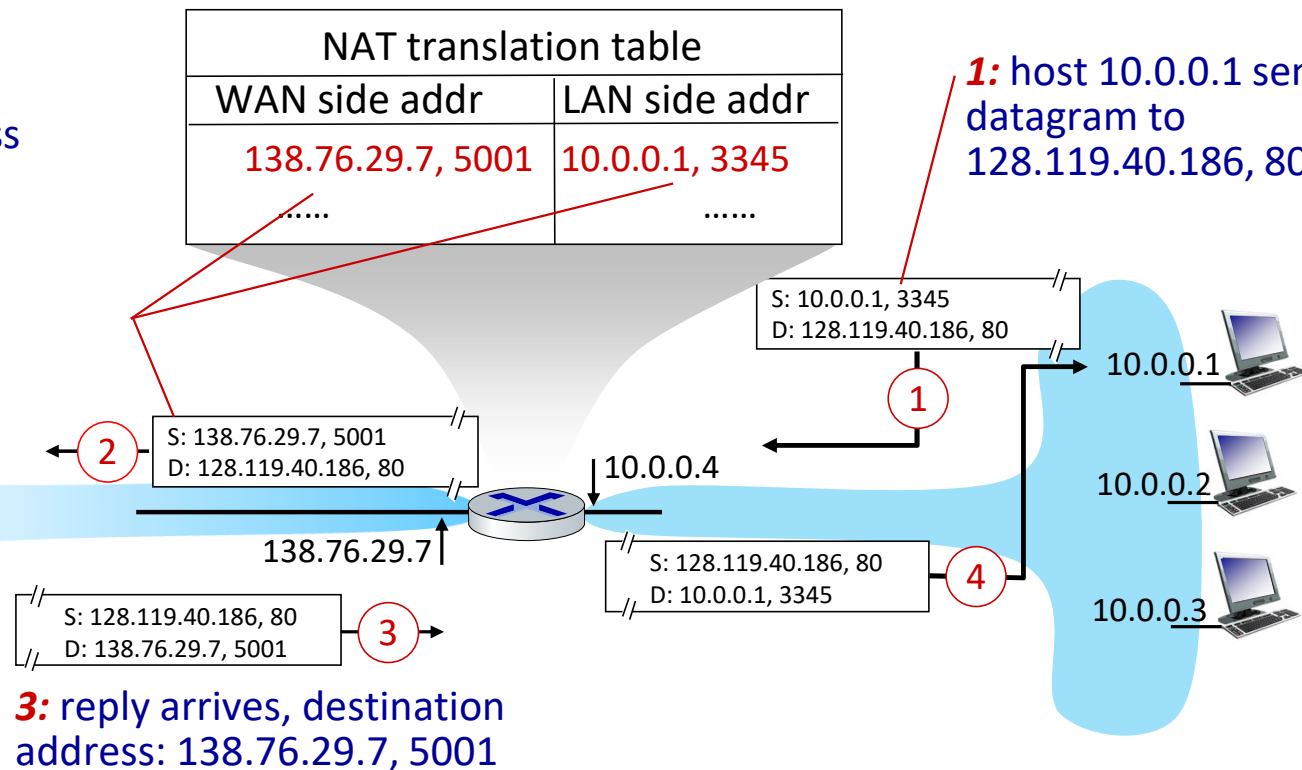 NAT translation table
WAN side addr LAN side addr
138.76.29.7, 5001 10.0.0.1, 3345
...... ......
1: host 10.0.0.1
datagram to
128.119.40.186, 80
S: 10.0.0.1, 3345
D: 128.119.40.186, 80
1
10.0.0.1
2
S: 138.76.29.7, 5001
D: 128.119.40.186, 80
10.0.0.4
10.0.0.2
138.76.29.7
S: 128.119.40.186, 80
D: 10.0.0.1, 3345
4
10.0.0.3
S: 128.119.40.186, 80
D: 138.76.29.7, 5001
3
3: reply arrives, destination
address: 138.76.29.7, 5001